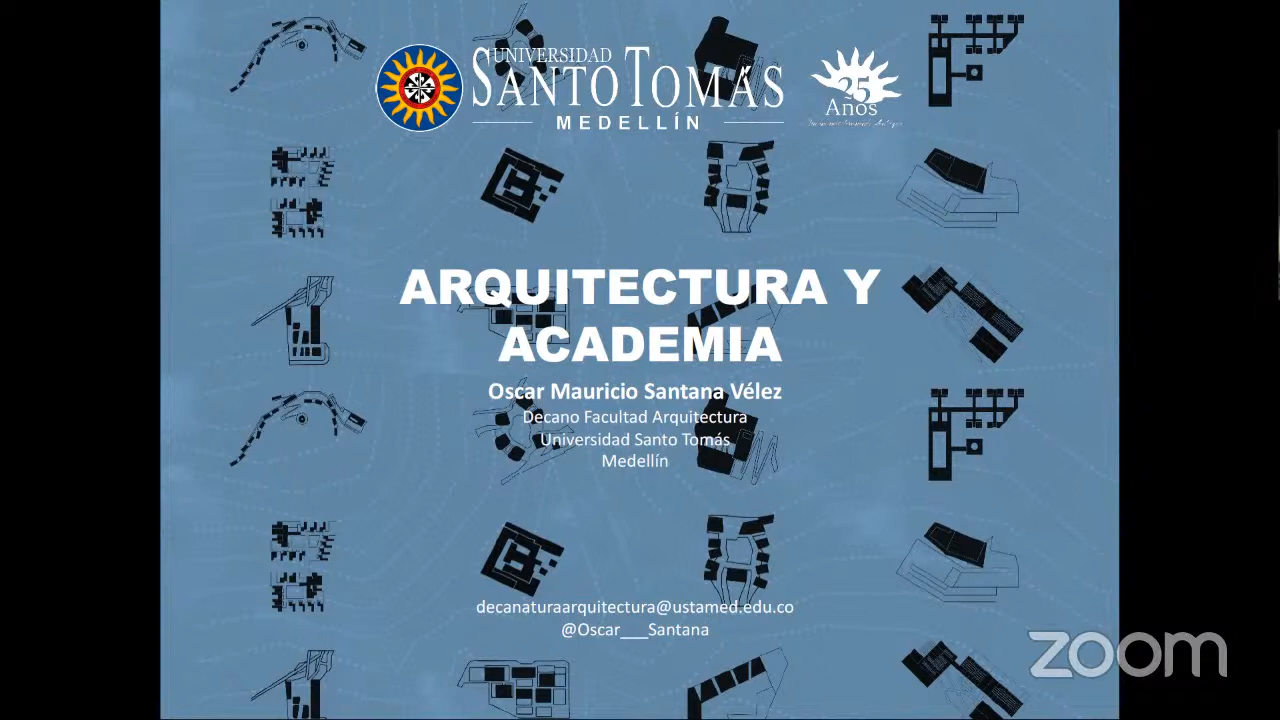 UNIVERSIDAD
SANTO TOMÁS
MEDELLÍN
25
Años
ARQUITECTURA Y
ACADEMIA
Oscar Mauricio Santana Vélez
Decano Facultad Arquitectura
Universidad Santo Tomás
Medellín
decanaturaarquitectura@ustamed.edu.co
@Oscar___Santana
zoom